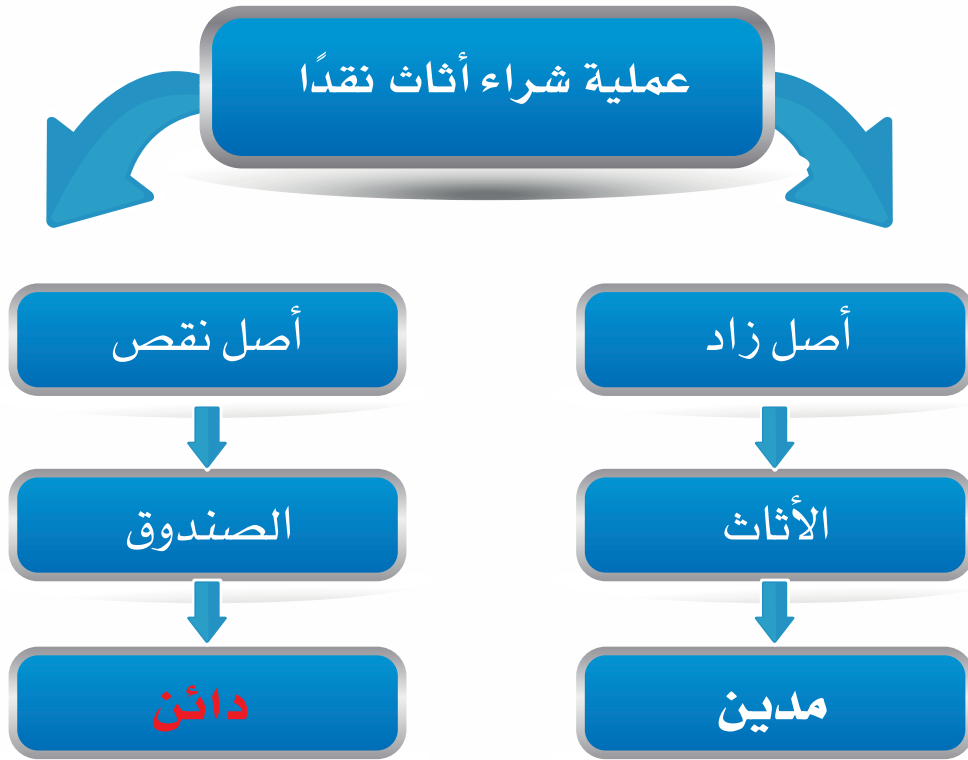 عملية شراء أثاث نقدًا
أصل زاد
أصل نقص
الأثاث
الصندوق
مدين
دائن